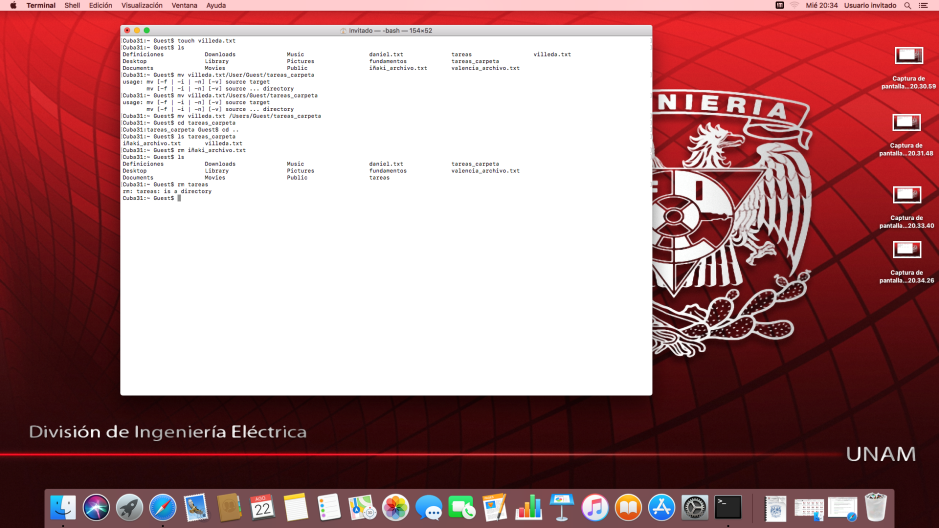 Terminal Shell Edición Visualización Ventana Ayuda Mié 20:34 Usuario invitado
Invitado — -bash — 154×52
Cuba31:~ Guest$ touch villeda.txt
Cuba31:~ Guest$ ls
Definiciones Downloads Music daniel.txt tareas villeda.txt
Desktop Library Pictures fundamentos tareas_carpeta
Documents Movies Public iñaki_archivo.txt valencia_archivo.txt
Cuba31:~ Guest$ mv villeda.txt/User/Guest/tareas_carpeta
usage: mv [-f | -i | -n] [-v] source target
mv [-f | -i | -n] [-v] source ... directory
Cuba31:~ Guest$ mv villeda.txt/Users/Guest/tareas_carpeta
usage: mv [-f | -i | -n] [-v] source target
mv [-f | -i | -n] [-v] source ... directory
Cuba31:~ Guest$ mv villeda.txt /Users/Guest/tareas_carpeta
Cuba31:~ Guest$ cd tareas_carpeta
Cuba31:tareas_carpeta Guest$ cd ..
Cuba31:~ Guest$ ls tareas_carpeta
iñaki_archivo.txt villeda.txt
Cuba31:~ Guest$ rm iñaki_archivo.txt
Cuba31:~ Guest$ ls
Definiciones Downloads Music daniel.txt tareas_carpeta
Desktop Library Pictures fundamentos valencia_archivo.txt
Documents Movies Public tareas
Cuba31:~ Guest$ rm tareas
rm: tareas: is a directory
Cuba31:~ Guest$
NIERIA
Captura de
pantalla...20.30.59
Captura de
pantalla...20.31.48
Captura de
pantalla...20.33.40
Captura de
pantalla...20.34.26
División de Ingeniería Eléctrica
UNAM
AGO
22